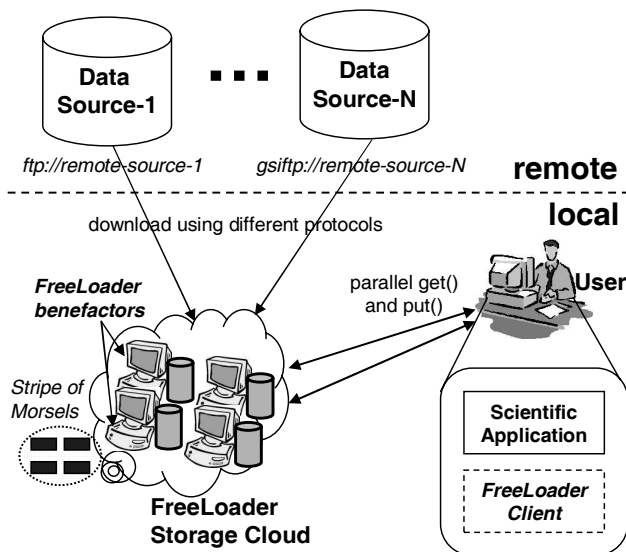 Data
Source-1
Data
Source-N
ftp://remote-source-1
gsiftp://remote-source-N
remote
local
download using different protocols
FreeLoader
benefactors
parallel get()
and put()
User
Stripe of
Morsels
Scientific
Application
FreeLoader
Client
FreeLoader
Storage Cloud